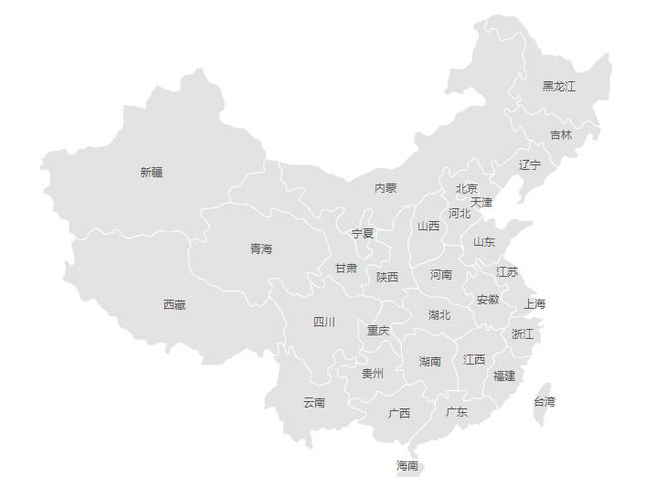 黑龙江
吉林
辽宁
新疆
内蒙
北京
天津
河北
山西
宁夏
山东
青海
甘肃
陕西
河南
江苏
西藏
安徽
上海
四川
湖北
重庆
浙江
湖南
江西
贵州
福建
云南
台湾
广西
广东
海南